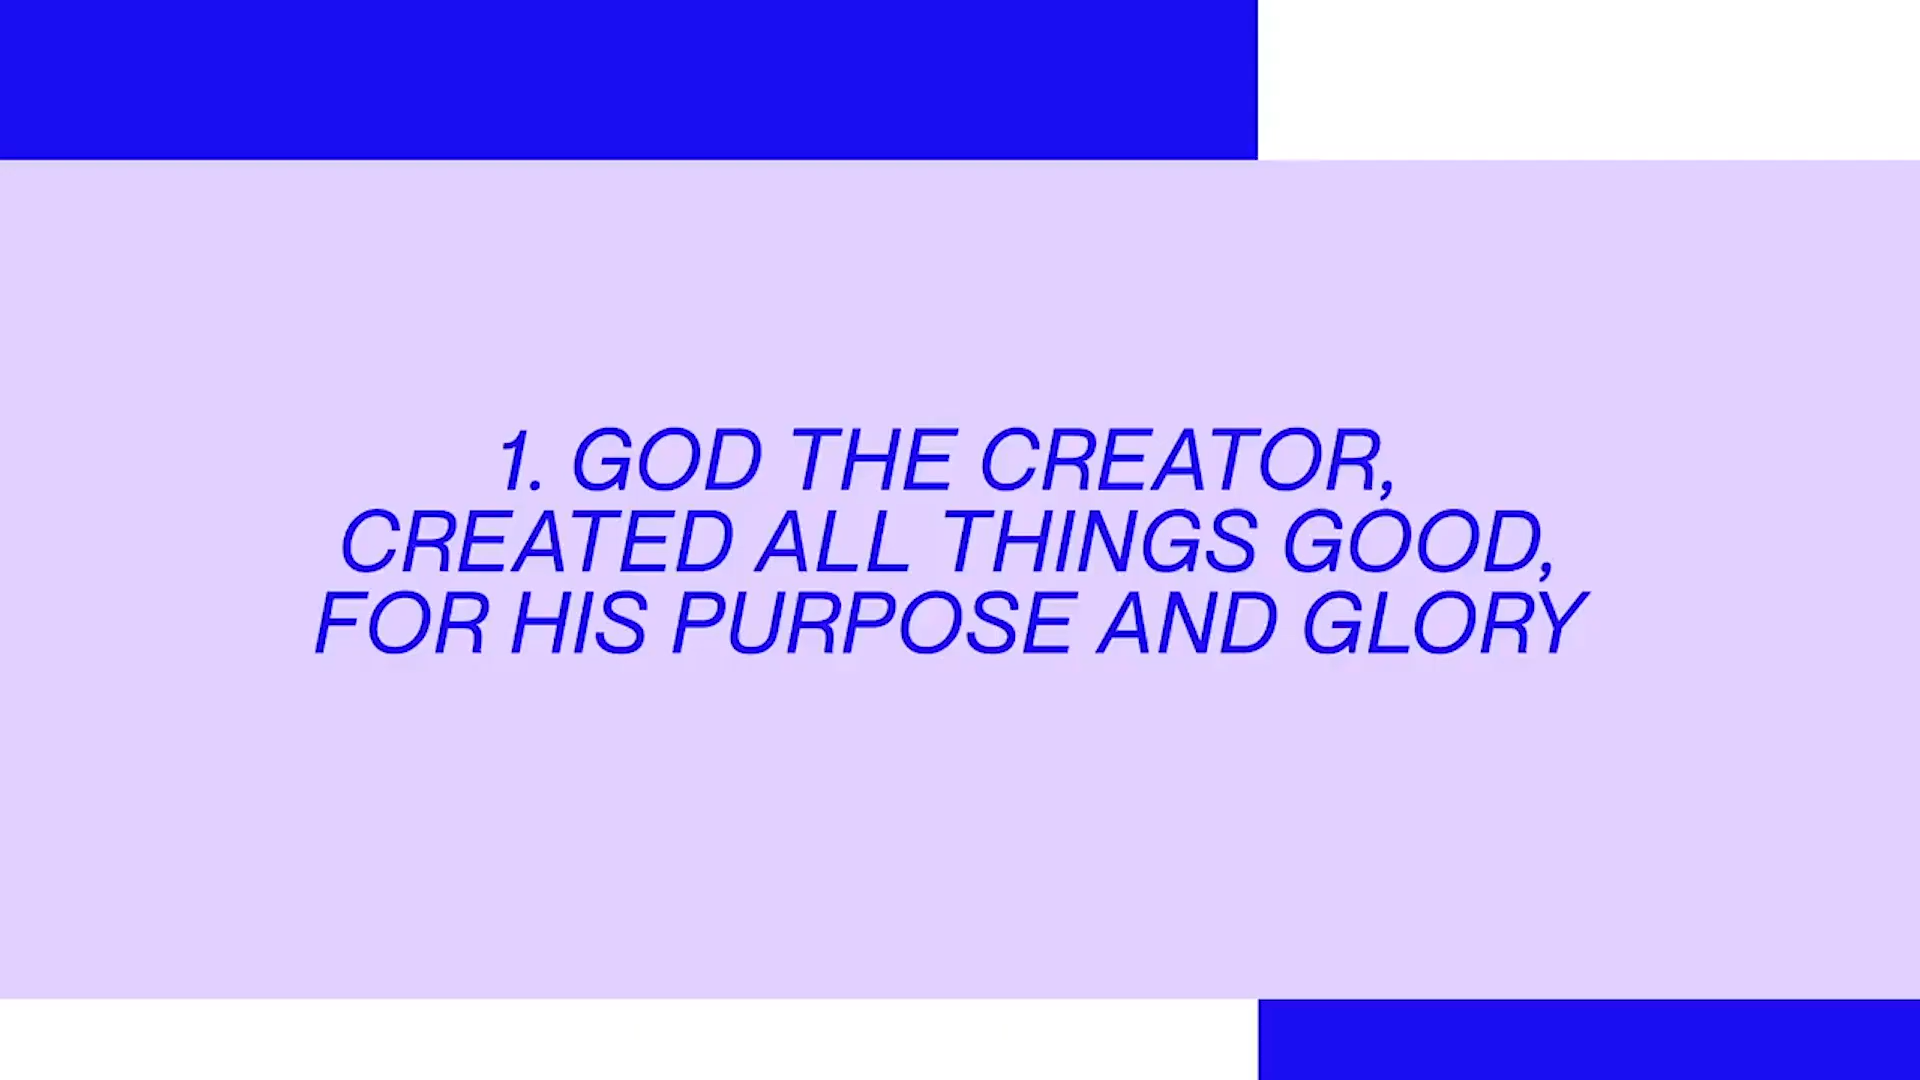 1. GOD THE CREATOR,
CREATED ALL THINGS GOOD,
FOR HIS PURPOSE AND GLORY